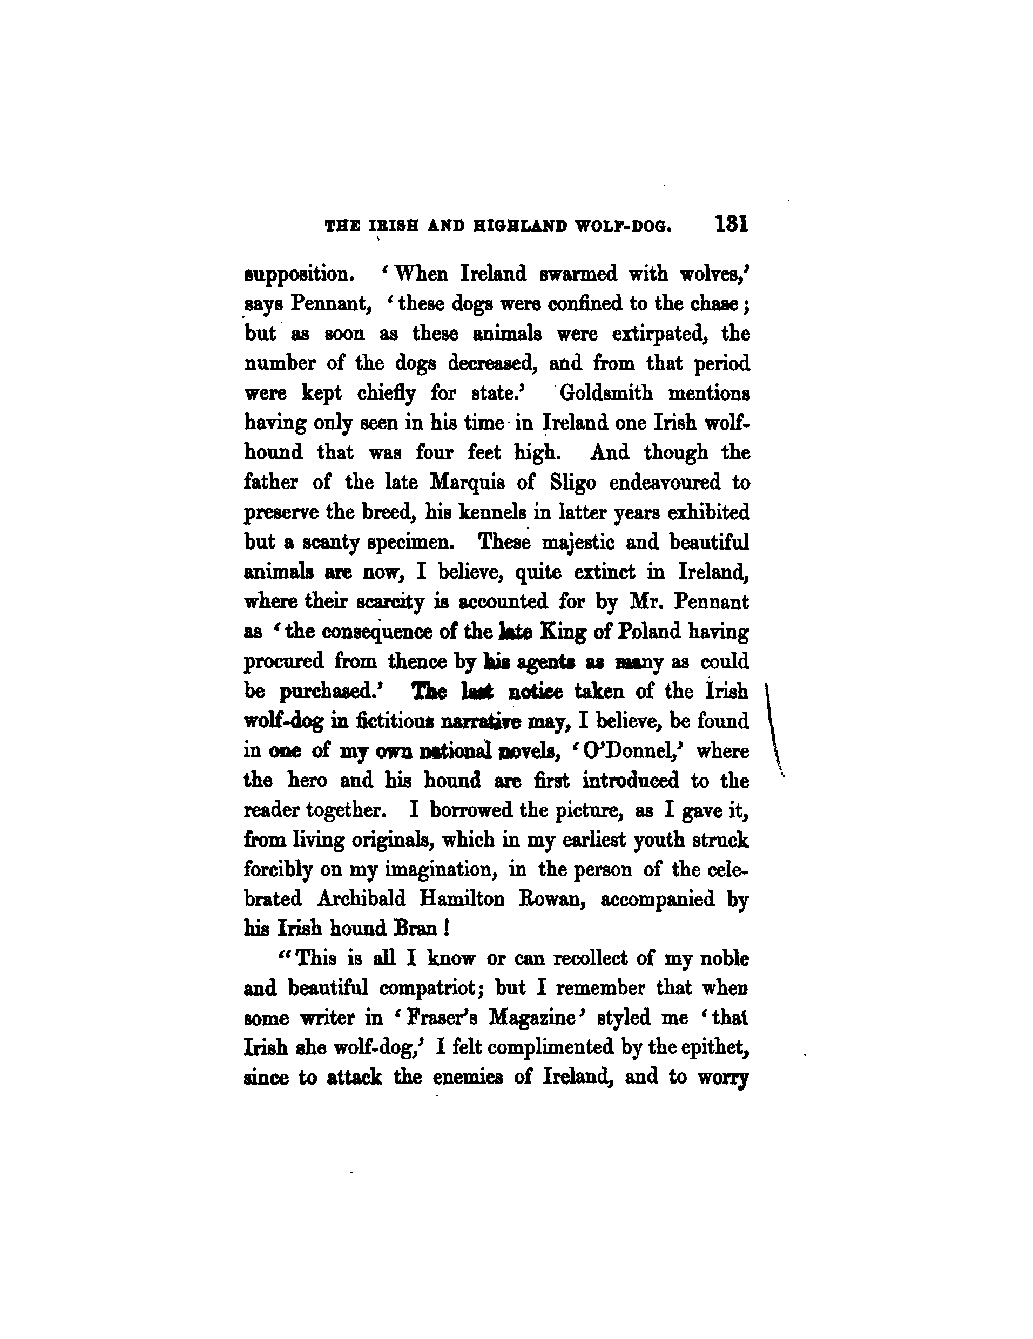 THE IRISH AND HIGHLAND WOLF-DOG. 131
supposition. ‘When Ireland swarmed with wolves,’
says Pennant, ‘these dogs were confined to the chase;
but as soon as these animals were extirpated, the
number of the dogs decreased, and from that period
were kept chiefly for state.’ Goldsmith mentions
having only seen in his time in Ireland one Irish wolf-
hound that was four feet high. And though the
father of the late Marquis of Sligo endeavoured to
preserve the breed, his kennels in latter years exhibited
but a scanty specimen. These majestic and beautiful
animals are now, I believe, quite extinct in Ireland,
where their scarcity is accounted for by Mr. Pennant
as ‘the consequence of the late King of Poland having
procured from thence by his agents as many as could
be purchased.’ The last notice taken of the Irish
wolf-dog in fictitious narrative may, I believe, be found
in one of my own national novels, ‘O’Donnel,’ where
the hero and his hound are first introduced to the
reader together. I borrowed the picture, as I gave it,
from living originals, which in my earliest youth struck
forcibly on my imagination, in the person of the cele-
brated Archibald Hamilton Rowan, accompanied by
his Irish hound Bran!
“This is all I know or can recollect of my noble
and beautiful compatriot; but I remember that when
some writer in ‘Fraser’s Magazine’ styled me ‘that
Irish she wolf-dog,’ I felt complimented by the epithet,
since to attack the enemies of Ireland, and to worry